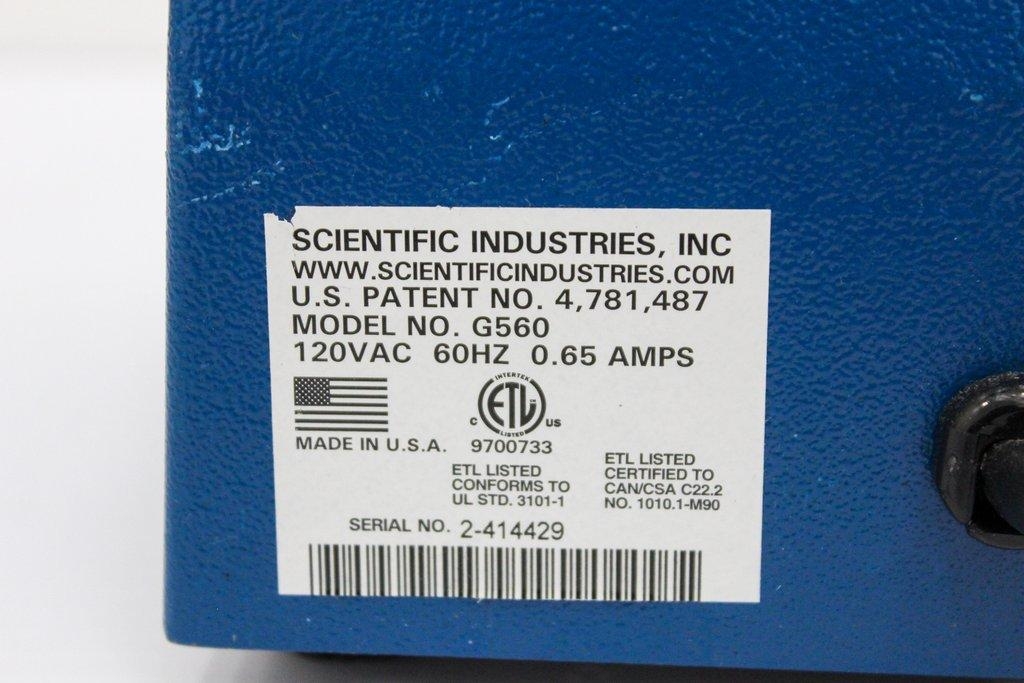 SCIENTIFIC INDUSTRIES, INC
WWW.SCIENTIFICINDUSTRIES.COM
U.S. PATENT NO. 4,781,487
MODEL NO. G560
120VAC 60HZ 0.65 AMPS
INTERTEK
C ETL US
LISTED
MADE IN U.S.A.
9700733
ETL LISTED
CONFORMS TO
UL STD. 3101-1
ETL LISTED
CERTIFIED TO
CAN/CSA C22.2
NO. 1010.1-M90
SERIAL NO. 2-414429